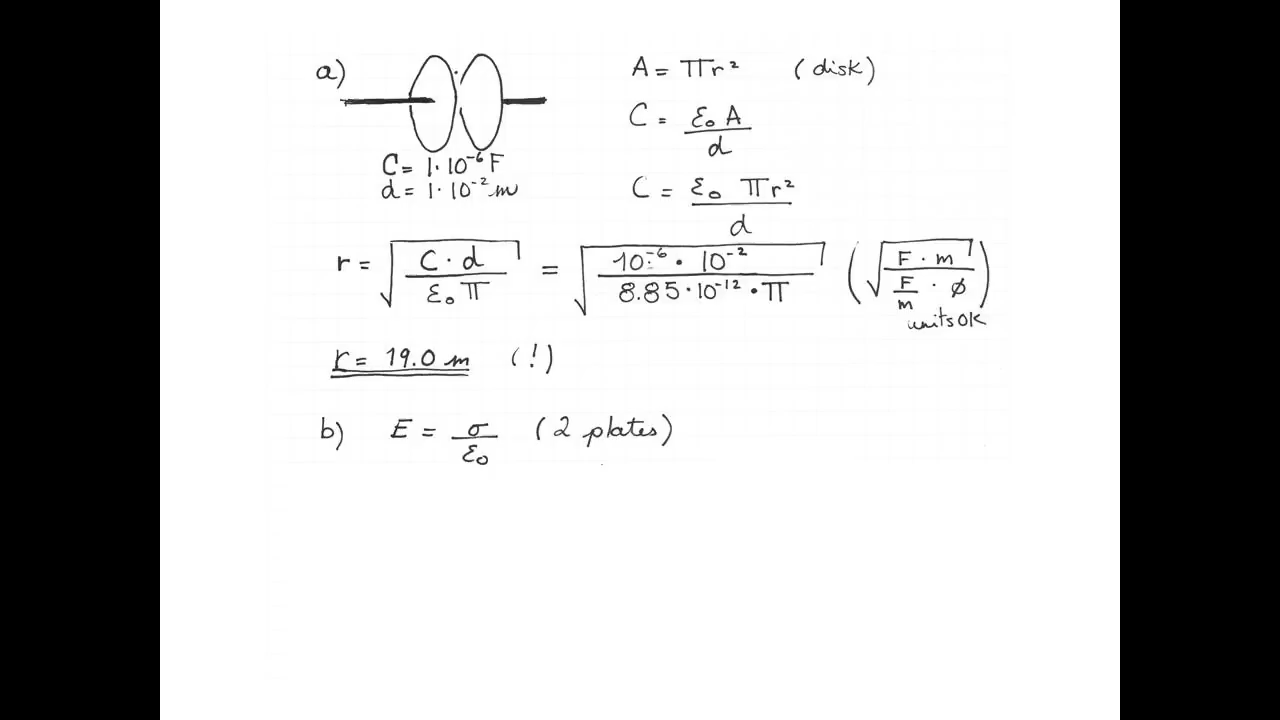 a) A = πr² (disk)
C = ε₀ A / d
C = 1·10⁻⁶ F
d = 1·10⁻² m
C = ε₀ πr² / d
r = √(C · d / ε₀ π) = √(10⁻⁶ · 10⁻² / 8.85·10⁻¹² · π) (√(F · m / F/m · ϕ))
units OK
r = 19.0 m (!)
b) E = σ / ε₀ (2 plates)